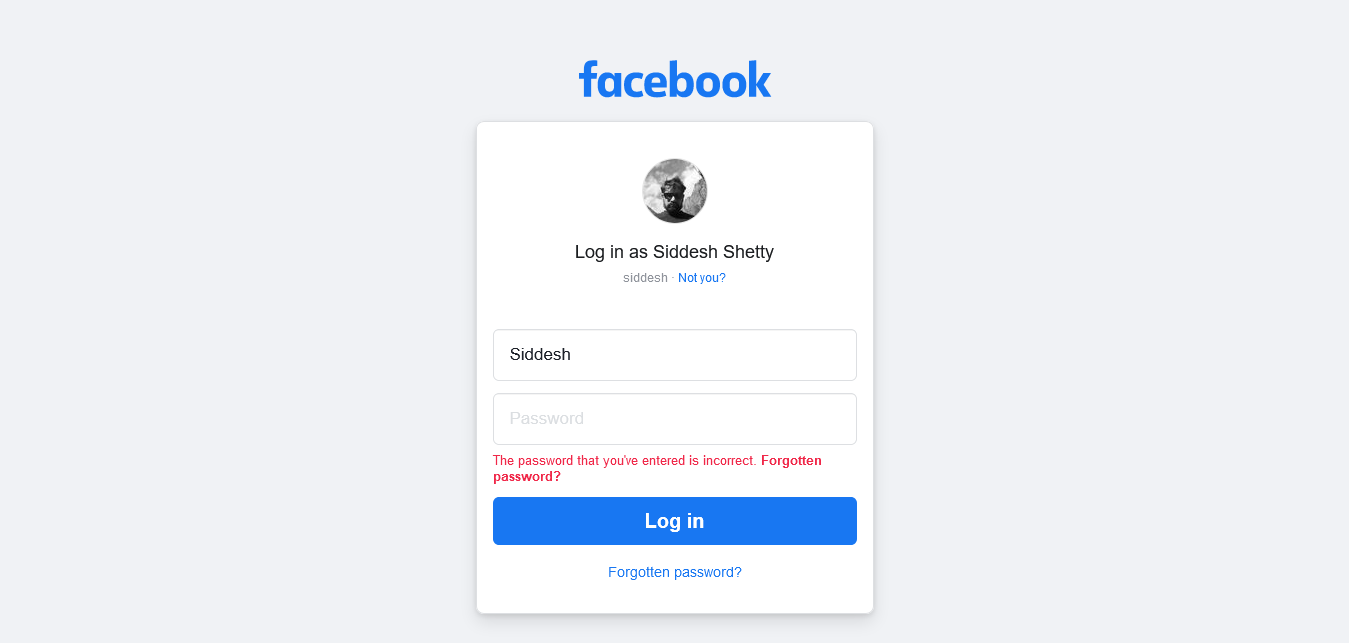 facebook
Log in as Siddesh Shetty
siddesh · Not you?
Siddesh
Password
The password that you've entered is incorrect. Forgotten
password?
Log in
Forgotten password?